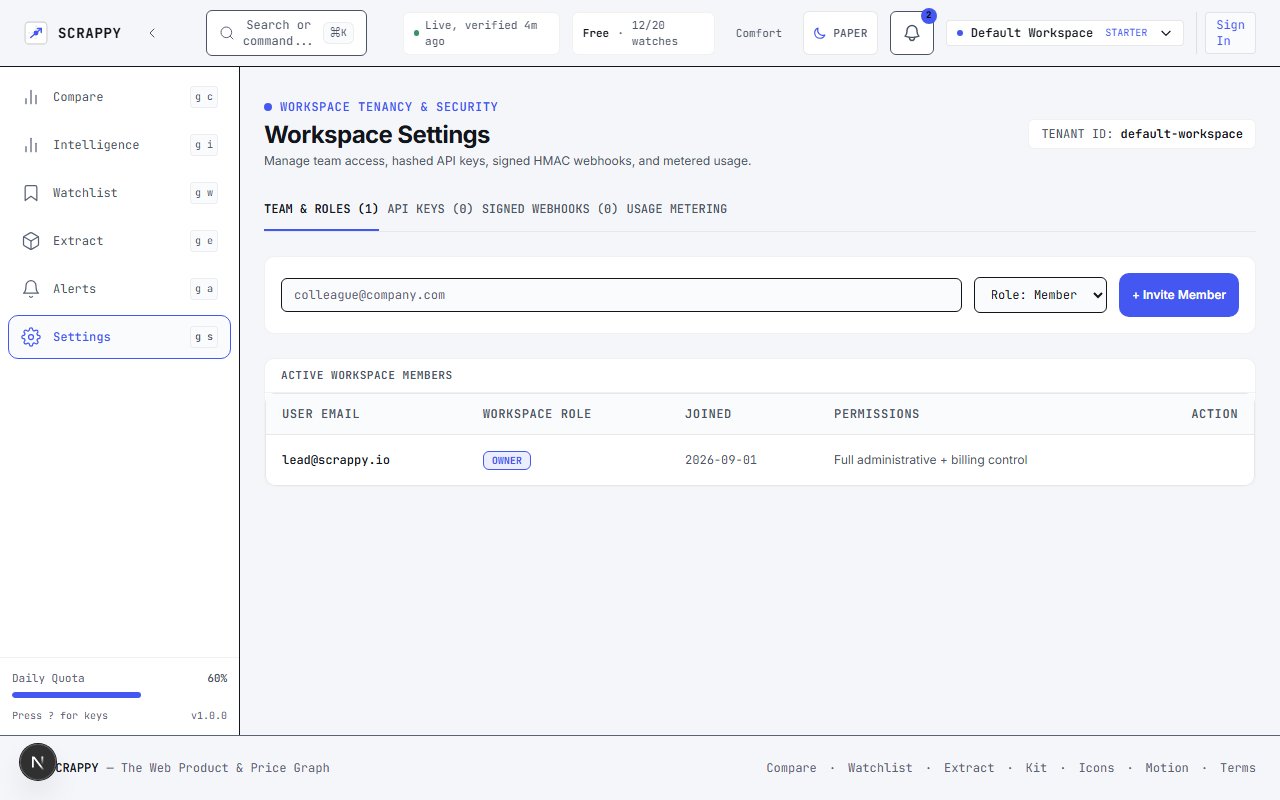 SCRAPPY
Search or command... ⌘K
Live, verified 4m ago
Free · 12/20 watches
Comfort
PAPER
2
Default Workspace STARTER
Sign In
Compare g c
Intelligence g i
Watchlist g w
Extract g e
Alerts g a
Settings g s
Daily Quota 60%
Press ? for keys v1.0.0
WORKSPACE TENANCY & SECURITY
Workspace Settings
Manage team access, hashed API keys, signed HMAC webhooks, and metered usage.
TENANT ID: default-workspace
TEAM & ROLES (1) API KEYS (0) SIGNED WEBHOOKS (0) USAGE METERING
colleague@company.com Role: Member + Invite Member
ACTIVE WORKSPACE MEMBERS
USER EMAIL WORKSPACE ROLE JOINED PERMISSIONS ACTION
lead@scrappy.io OWNER 2026-09-01 Full administrative + billing control
N
CRAPPY — The Web Product & Price Graph
Compare · Watchlist · Extract · Kit · Icons · Motion · Terms